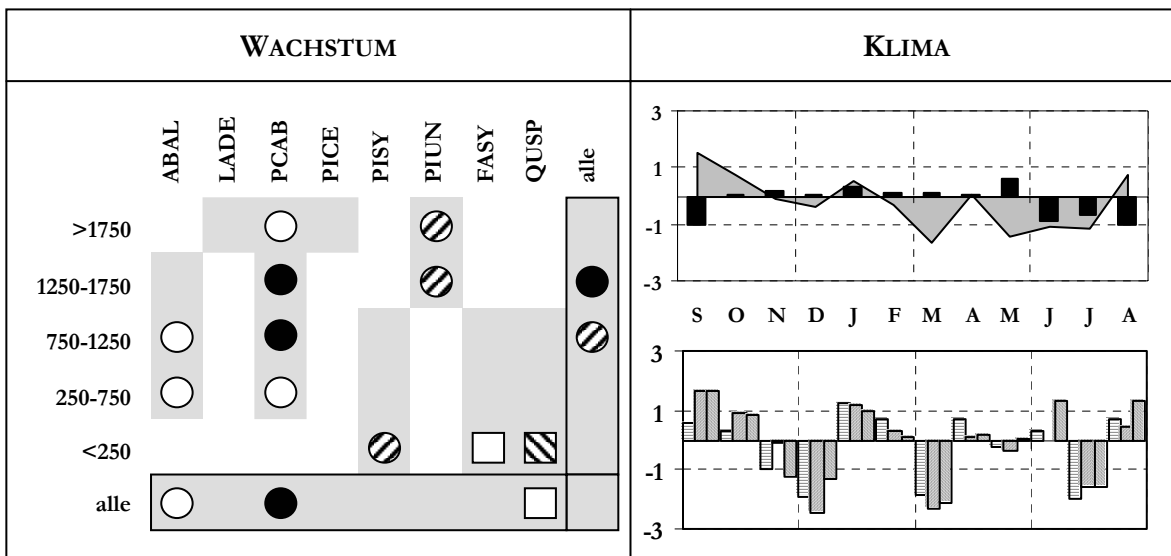 WACHSTUM
KLIMA
ABAL LADE PCAB PICE PISY PIUN FASY QUSP alle
>1750
1250-1750
750-1250
250-750
<250
alle
3
1
-1
-3
S O N D J F M A M J J A
3
1
-1
-3